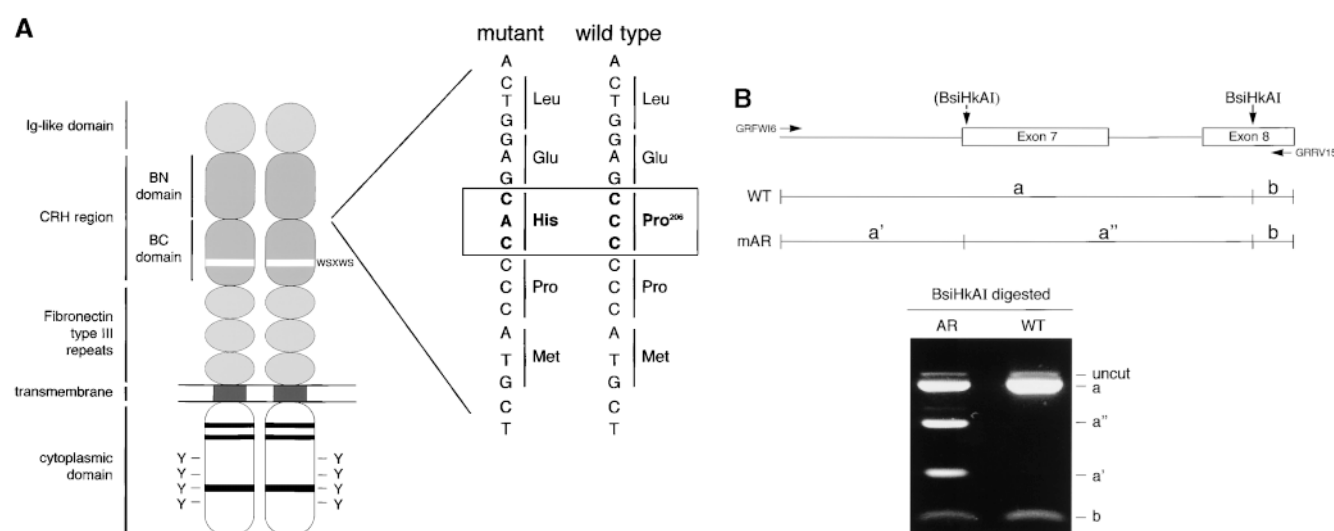 A
mutant wild type
Ig-like domain
CRH region
BN
domain
BC
domain
WSXWS
Fibronectin
type III
repeats
transmembrane
cytoplasmic
domain
Y Y
Y Y
Y Y
Y Y
A A
C C
T Leu T Leu
G G
G G
A Glu A Glu
G G
C C
A His C Pro206
C C
C C
C Pro C Pro
C C
A A
T Met T Met
G G
C C
T T
B
(BsiHkAI) BsiHkAI
GRFWI6
Exon 7 Exon 8
GRRV15
WT a b
mAR a' a" b
BsiHkAI digested
AR WT
uncut
a
a"
a'
b